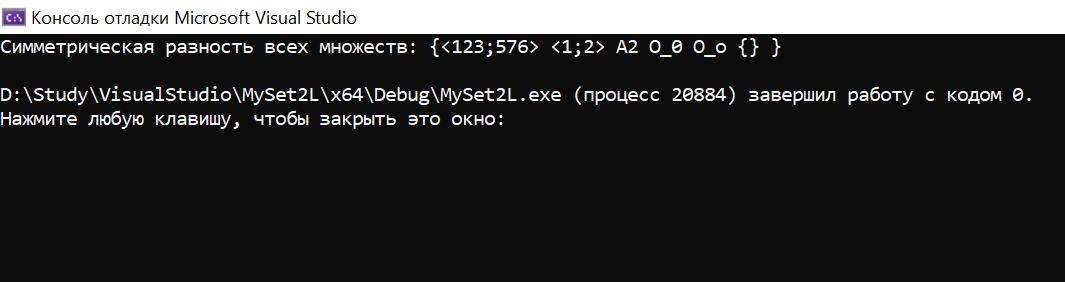 C:\ Консоль отладки Microsoft Visual Studio
Симметрическая разность всех множеств: {<123;576> <1;2> A2 O_0 O_o {} }
D:\Study\VisualStudio\MySet2L\x64\Debug\MySet2L.exe (процесс 20884) завершил работу с кодом 0.
Нажмите любую клавишу, чтобы закрыть это окно: